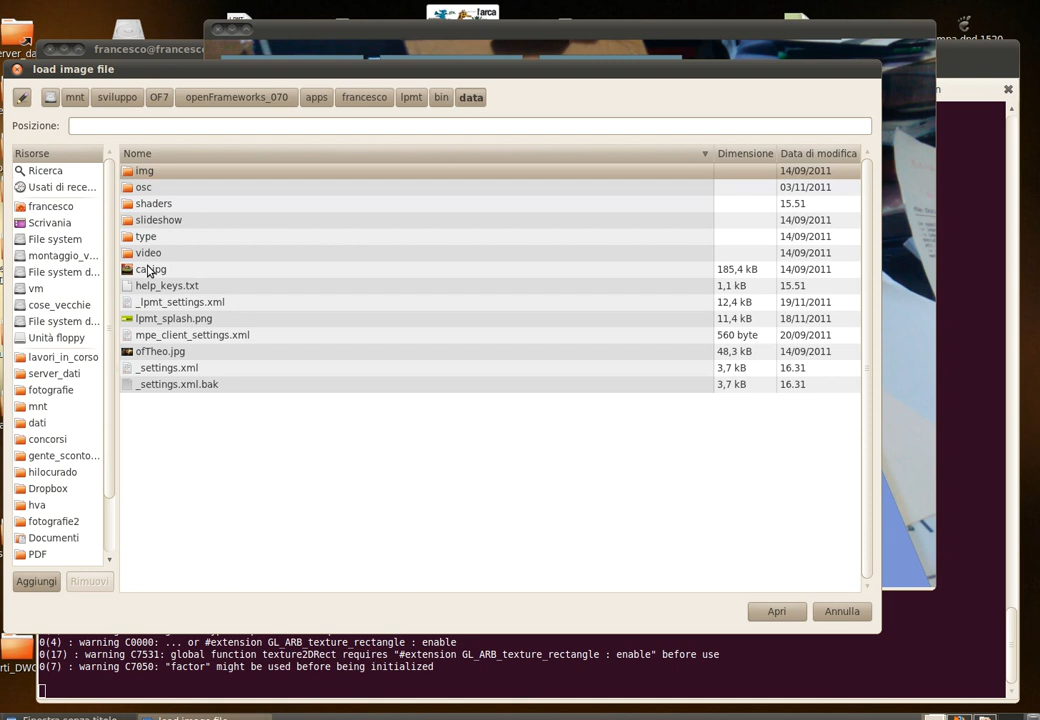 l'arca
francesco@francesc
load image file
mnt sviluppo OF7 openFrameworks_070 apps francesco lpmt bin data
Posizione:
Risorse Nome Dimensione Data di modifica
Ricerca img 14/09/2011
Usati di rece... osc 03/11/2011
shaders 15.51
francesco
Scrivania slideshow 14/09/2011
File system type 14/09/2011
montaggio_v... video 14/09/2011
File system d... .jpg 185,4 kB 14/09/2011
vm help_keys.txt 1,1 kB 15.51
cose_vecchie _lpmt_settings.xml 12,4 kB 19/11/2011
File system d... lpmt_splash.png 11,4 kB 18/11/2011
Unità floppy mpe_client_settings.xml 560 byte 20/09/2011
lavori_in_corso ofTheo.jpg 48,3 kB 14/09/2011
server_dati _settings.xml 3,7 kB 16.31
fotografie _settings.xml.bak 3,7 kB 16.31
mnt
dati
concorsi
gente_sconto...
hilocurado
Dropbox
hva
fotografie2
Documenti
PDF
Aggiungi Rimuovi
Apri Annulla
0(4) : warning C0000: ... or #extension GL_ARB_texture_rectangle : enable
0(17) : warning C7531: global function texture2DRect requires "#extension GL_ARB_texture_rectangle : enable" before use
0(7) : warning C7050: "factor" might be used before being initialized
Finestra senza titolo load image file